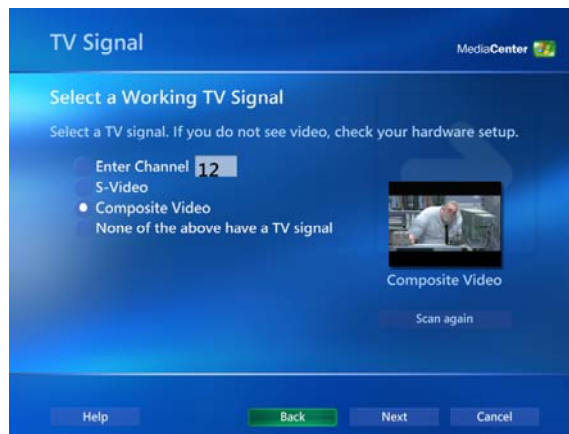 TV Signal
MediaCenter
Select a Working TV Signal
Select a TV signal. If you do not see video, check your hardware setup.
Enter Channel 12
S-Video
Composite Video
None of the above have a TV signal
Composite Video
Scan again
Help Back Next Cancel